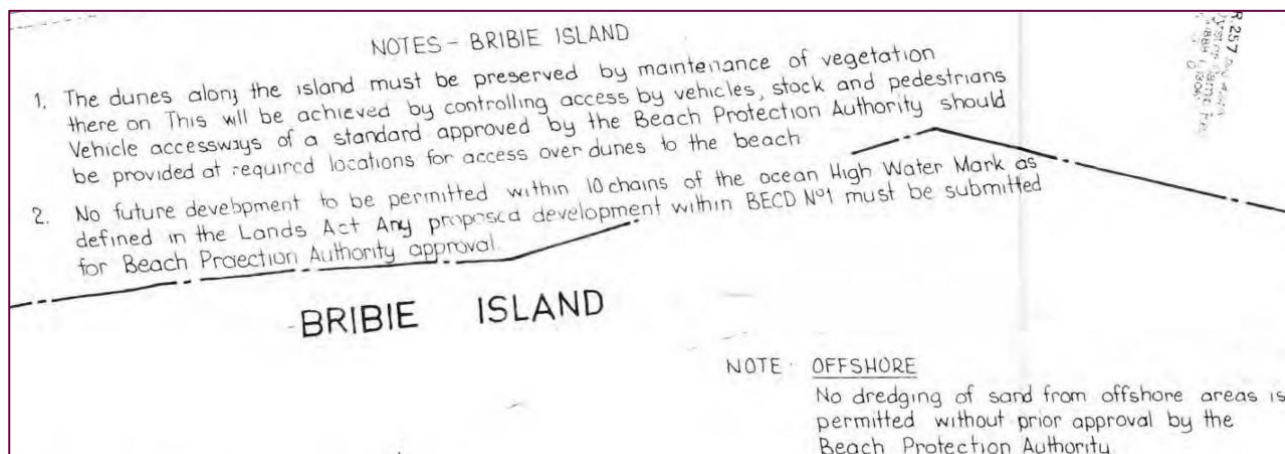 NOTES - BRIBIE ISLAND
1. The dunes along the island must be preserved by maintenance of vegetation
there on This will be achieved by controlling access by vehicles, stock and pedestrians
Vehicle accessways of a standard approved by the Beach Protection Authority should
be provided at required locations for access over dunes to the beach
2. No future development to be permitted within 10 chains of the ocean High Water Mark as
defined in the Lands Act Any proposed development within BECD Nº1 must be submitted
for Beach Protection Authority approval.
BRIBIE ISLAND
NOTE - OFFSHORE
No dredging of sand from offshore areas is
permitted without prior approval by the
Beach Protection Authority.
R 257